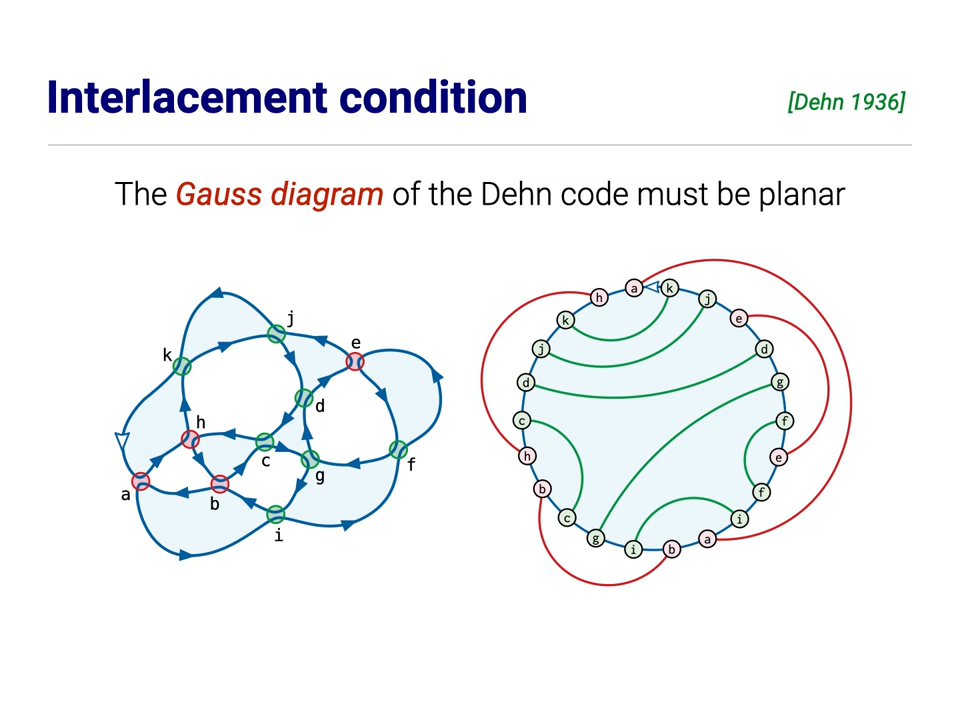 Interlacement condition
[Dehn 1936]
The Gauss diagram of the Dehn code must be planar
j
e
k
d
h
c
g
f
a
b
i
a
k
h
j
k
e
j
d
d
g
c
f
h
e
b
f
c
i
g
a
i
b